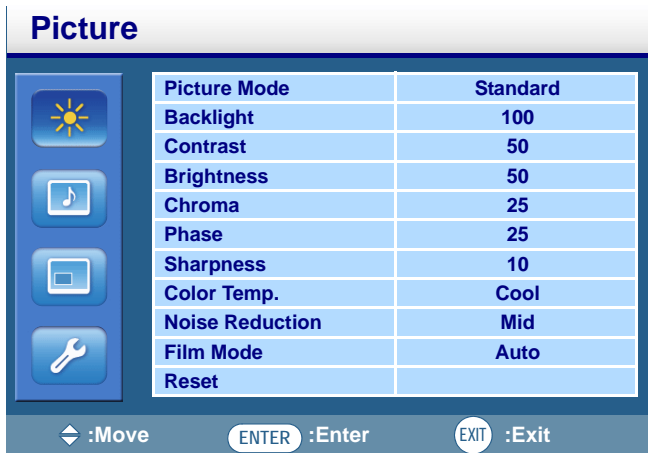 Picture
Picture Mode Standard
Backlight 100
Contrast 50
Brightness 50
Chroma 25
Phase 25
Sharpness 10
Color Temp. Cool
Noise Reduction Mid
Film Mode Auto
Reset
:Move ENTER :Enter EXIT :Exit